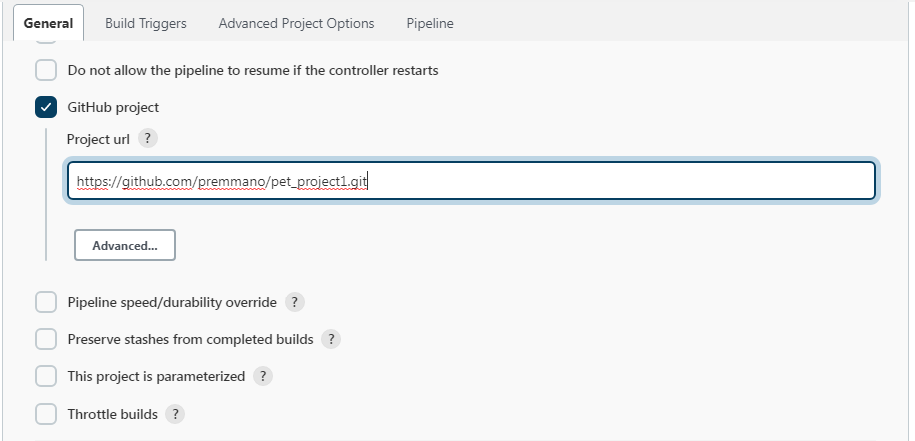 General Build Triggers Advanced Project Options Pipeline
Do not allow the pipeline to resume if the controller restarts
GitHub project
Project url ?
https://github.com/premmano/pet_project1.git
Advanced...
Pipeline speed/durability override ?
Preserve stashes from completed builds ?
This project is parameterized ?
Throttle builds ?